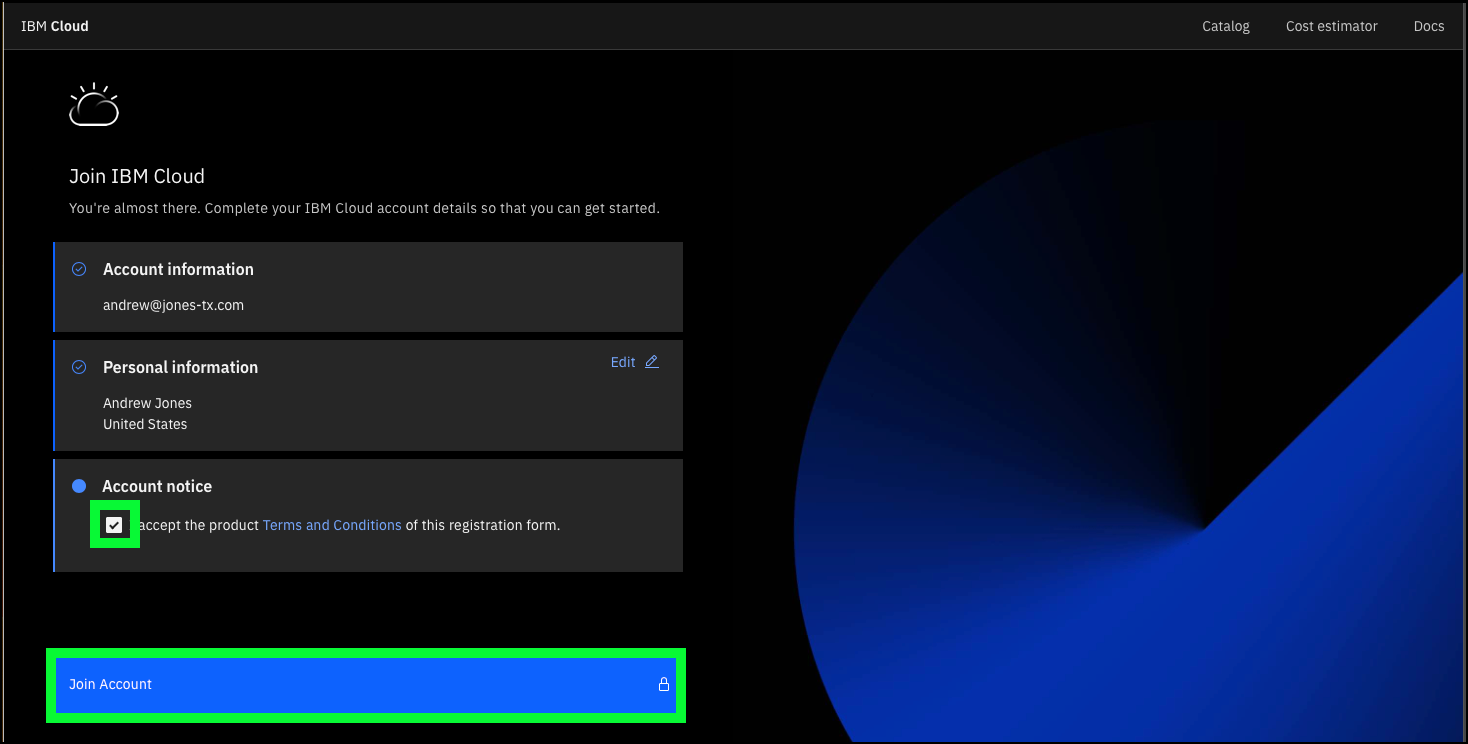 IBM Cloud
Catalog Cost estimator Docs
Join IBM Cloud
You're almost there. Complete your IBM Cloud account details so that you can get started.
Account information
andrew@jones-tx.com
Personal information
Edit
Andrew Jones
United States
Account notice
accept the product Terms and Conditions of this registration form.
Join Account